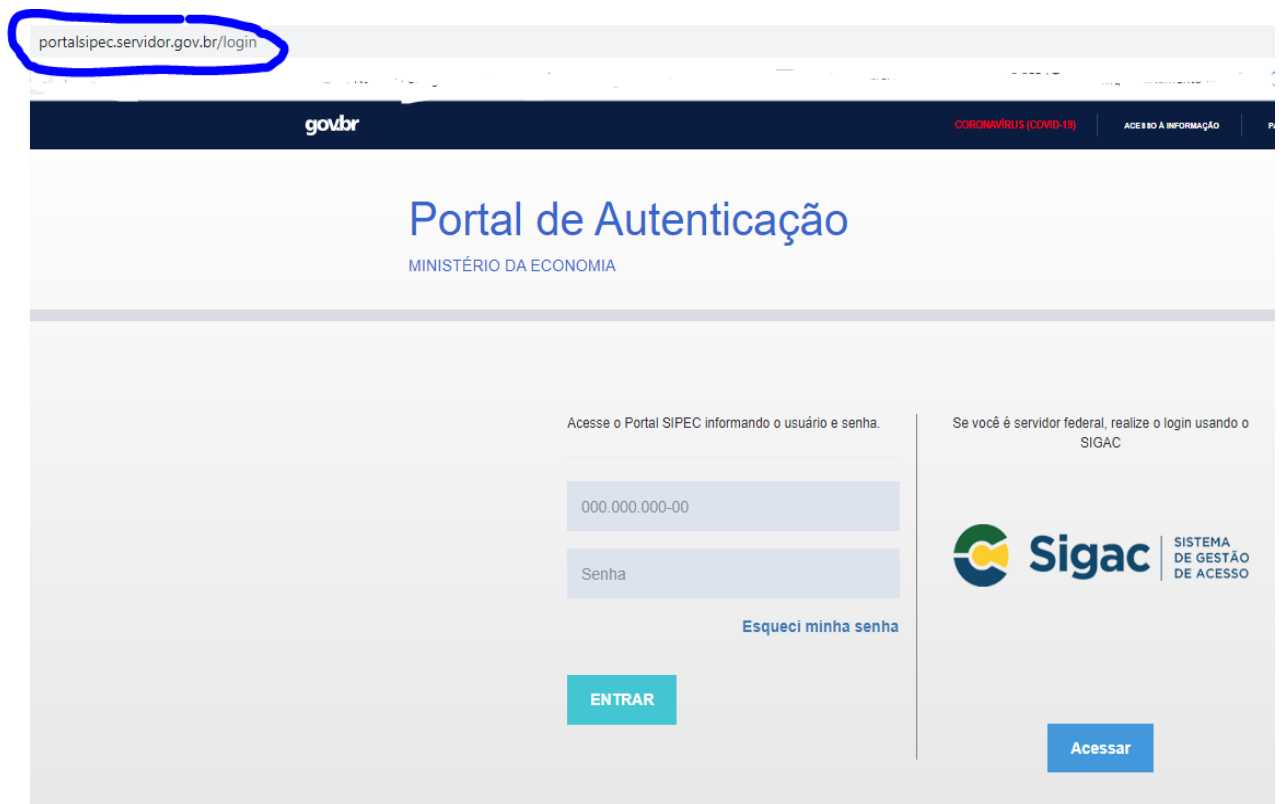 portalsipec.servidor.gov.br/login
gov.br
CORONAVÍRUS (COVID-19)
ACESSO À INFORMAÇÃO
Portal de Autenticação
MINISTÉRIO DA ECONOMIA
Acesse o Portal SIPEC informando o usuário e senha.
000.000.000-00
Senha
Esqueci minha senha
ENTRAR
Se você é servidor federal, realize o login usando o
SIGAC
Sigac
SISTEMA
DE GESTÃO
DE ACESSO
Acessar